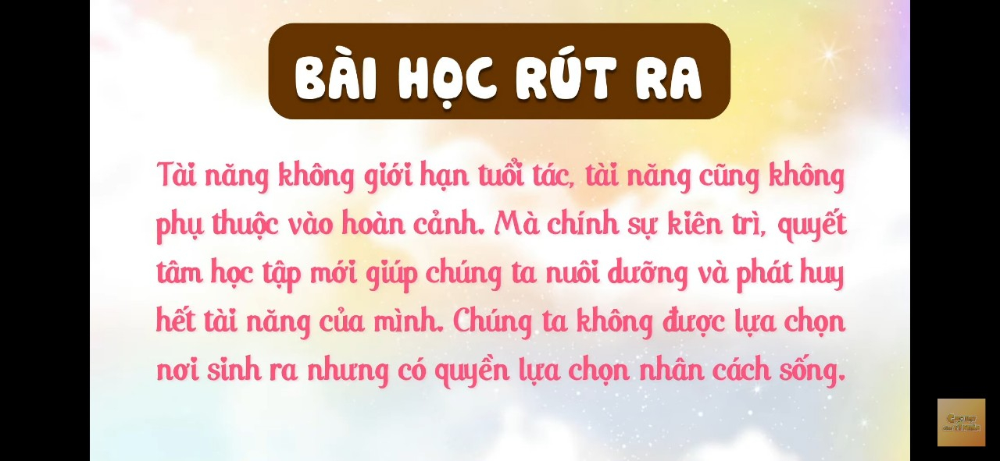 BÀI HỌC RÚT RA
Tài năng không giới hạn tuổi tác, tài năng cũng không
phụ thuộc vào hoàn cảnh. Mà chính sự kiên trì, quyết
tâm học tập mới giúp chúng ta nuôi dưỡng và phát huy
hết tài năng của mình. Chúng ta không được lựa chọn
nơi sinh ra nhưng có quyền lựa chọn nhân cách sống.